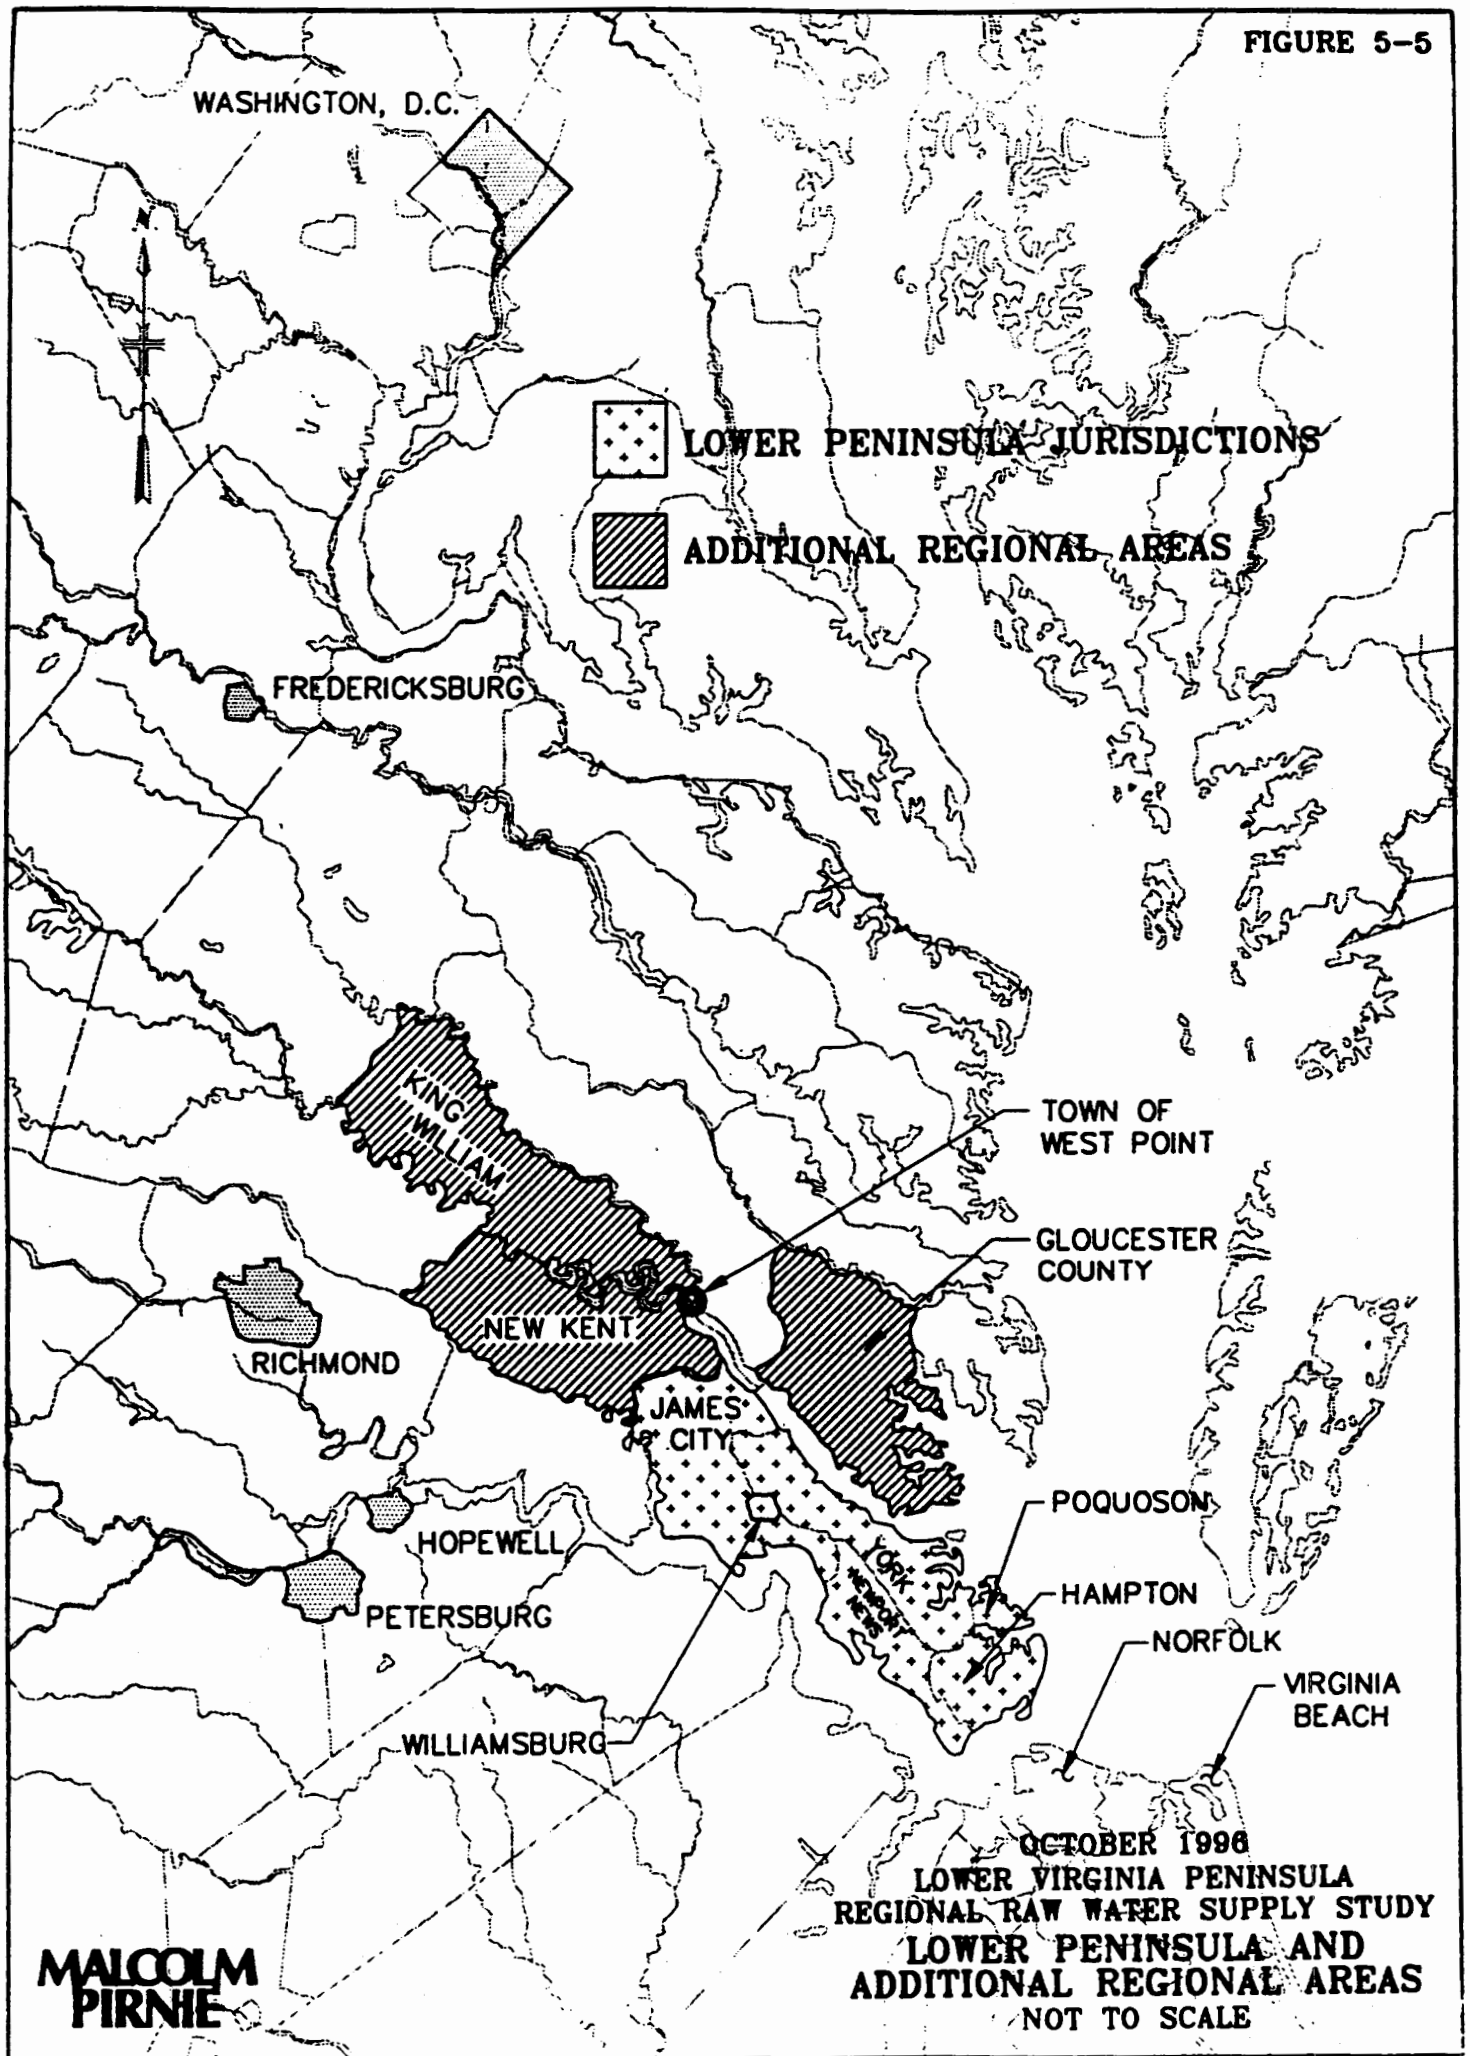 FIGURE 5-5
WASHINGTON, D.C.
N
LOWER PENINSULA JURISDICTIONS
ADDITIONAL REGIONAL AREAS
FREDERICKSBURG
KING
WILLIAM
TOWN OF
WEST POINT
GLOUCESTER
COUNTY
NEW KENT
RICHMOND
JAMES
CITY
POQUOSON
HOPEWELL
YORK
NEWPORT
NEWS
HAMPTON
PETERSBURG
NORFOLK
VIRGINIA
BEACH
WILLIAMSBURG
OCTOBER 1996
LOWER VIRGINIA PENINSULA
REGIONAL RAW WATER SUPPLY STUDY
LOWER PENINSULA AND
ADDITIONAL REGIONAL AREAS
NOT TO SCALE
MALCOLM
PIRNIE